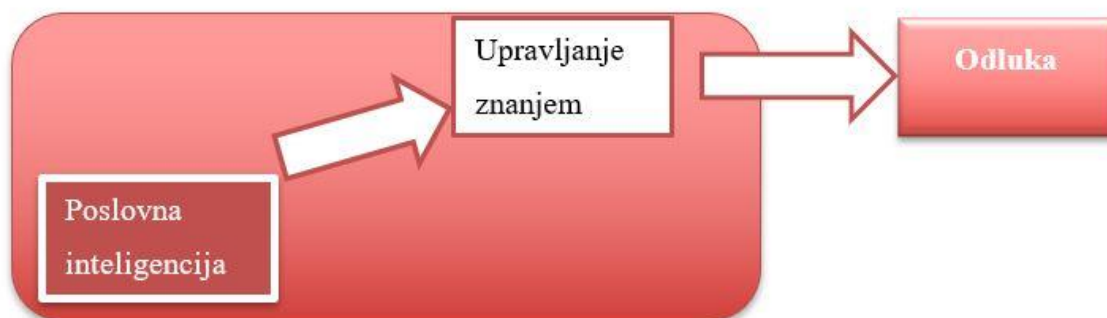 Upravljanje
znanjem
Odluka
Poslovna
inteligencija